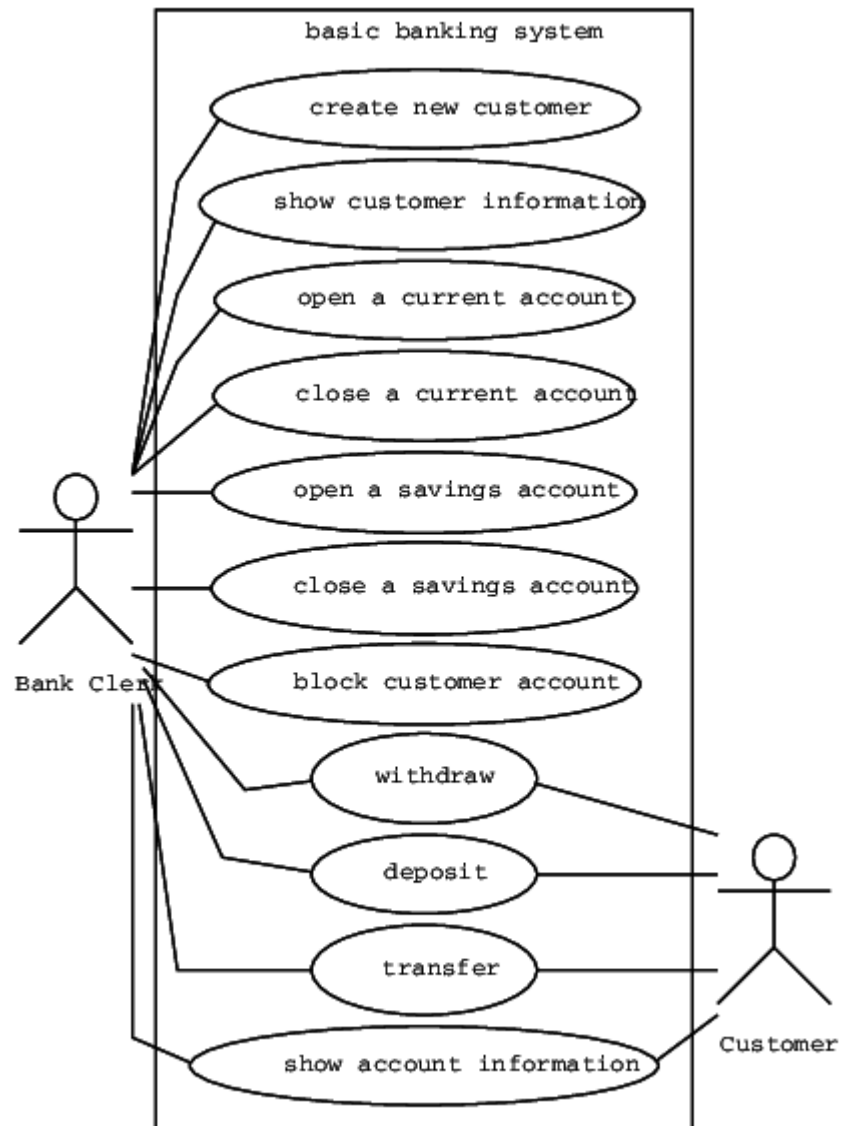 basic banking system
create new customer
show customer information
open a current account
close a current account
open a savings account
close a savings account
block customer account
Bank Clerk
withdraw
deposit
transfer
Customer
show account information